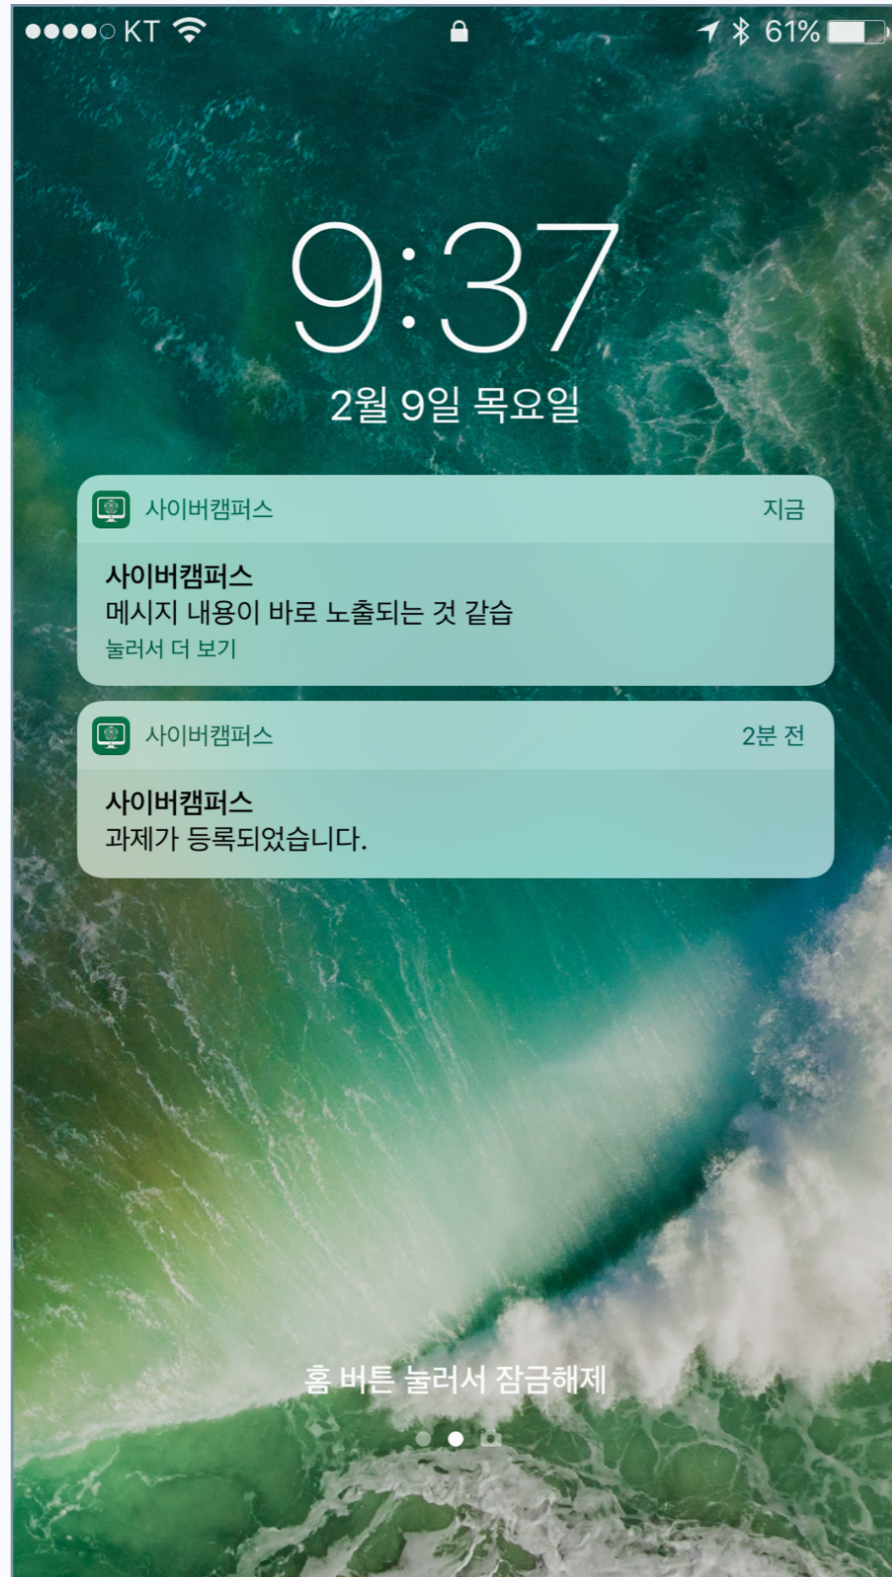 KT
61%
9:37
2월 9일 목요일
사이버캠퍼스 지금
사이버캠퍼스
메시지 내용이 바로 노출되는 것 같습
눌러서 더 보기
사이버캠퍼스 2분 전
사이버캠퍼스
과제가 등록되었습니다.
홈 버튼 눌러서 잠금해제